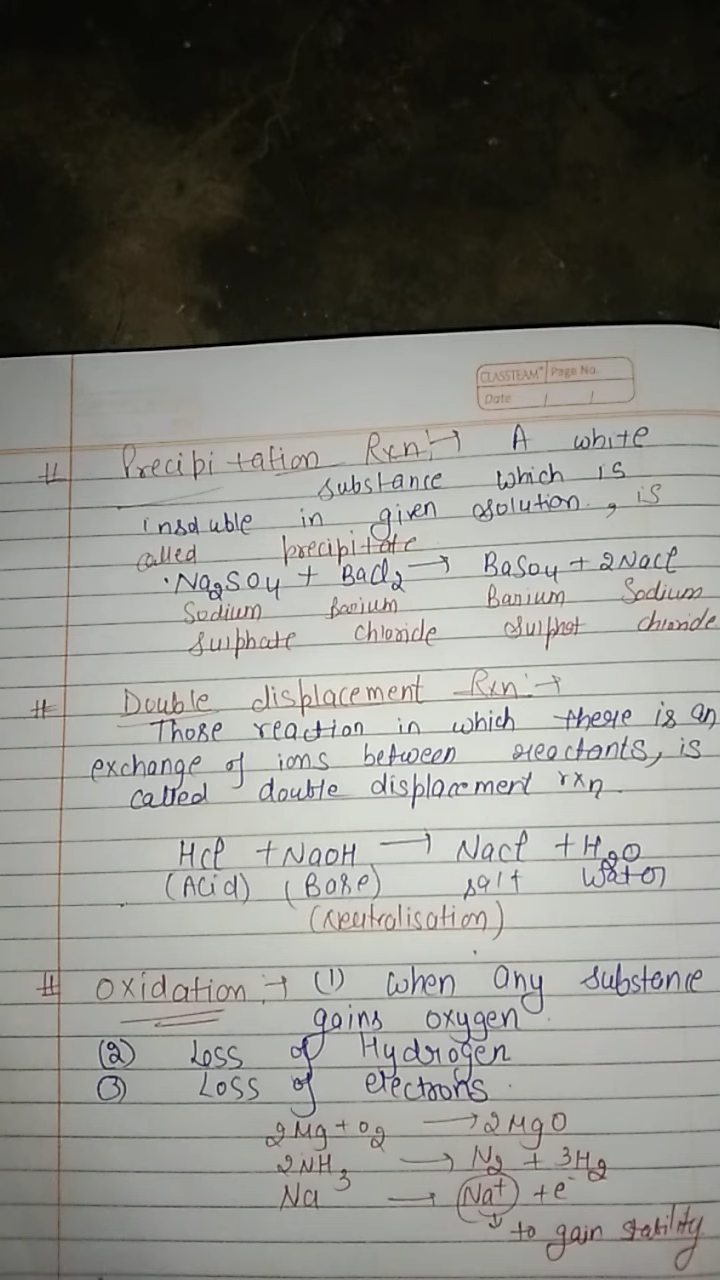 CLASSTEAM Page No.
Date / /
# Precipitation Rxn:→ A white
substance which is
insoluble in given solution, is
called precipitate
Na2SO4 + BaCl2 → BaSO4 + 2NaCl
Sodium Barium Barium Sodium
Sulphate Chloride Sulphat chloride
# Double displacement Rxn:→
Those reaction in which there is an
exchange of ions between reactants, is
called double displacement rxn.
HCl + NaOH → NaCl + H2O
(Acid) (Base) salt water
(Neutralisation)
# Oxidation:→ (1) When any substance
gains oxygen.
(2) Loss of Hydrogen
(3) Loss of electrons.
2Mg + O2 → 2MgO
2NH3 → N2 + 3H2
Na → Na+ + e-
↓ to gain stability